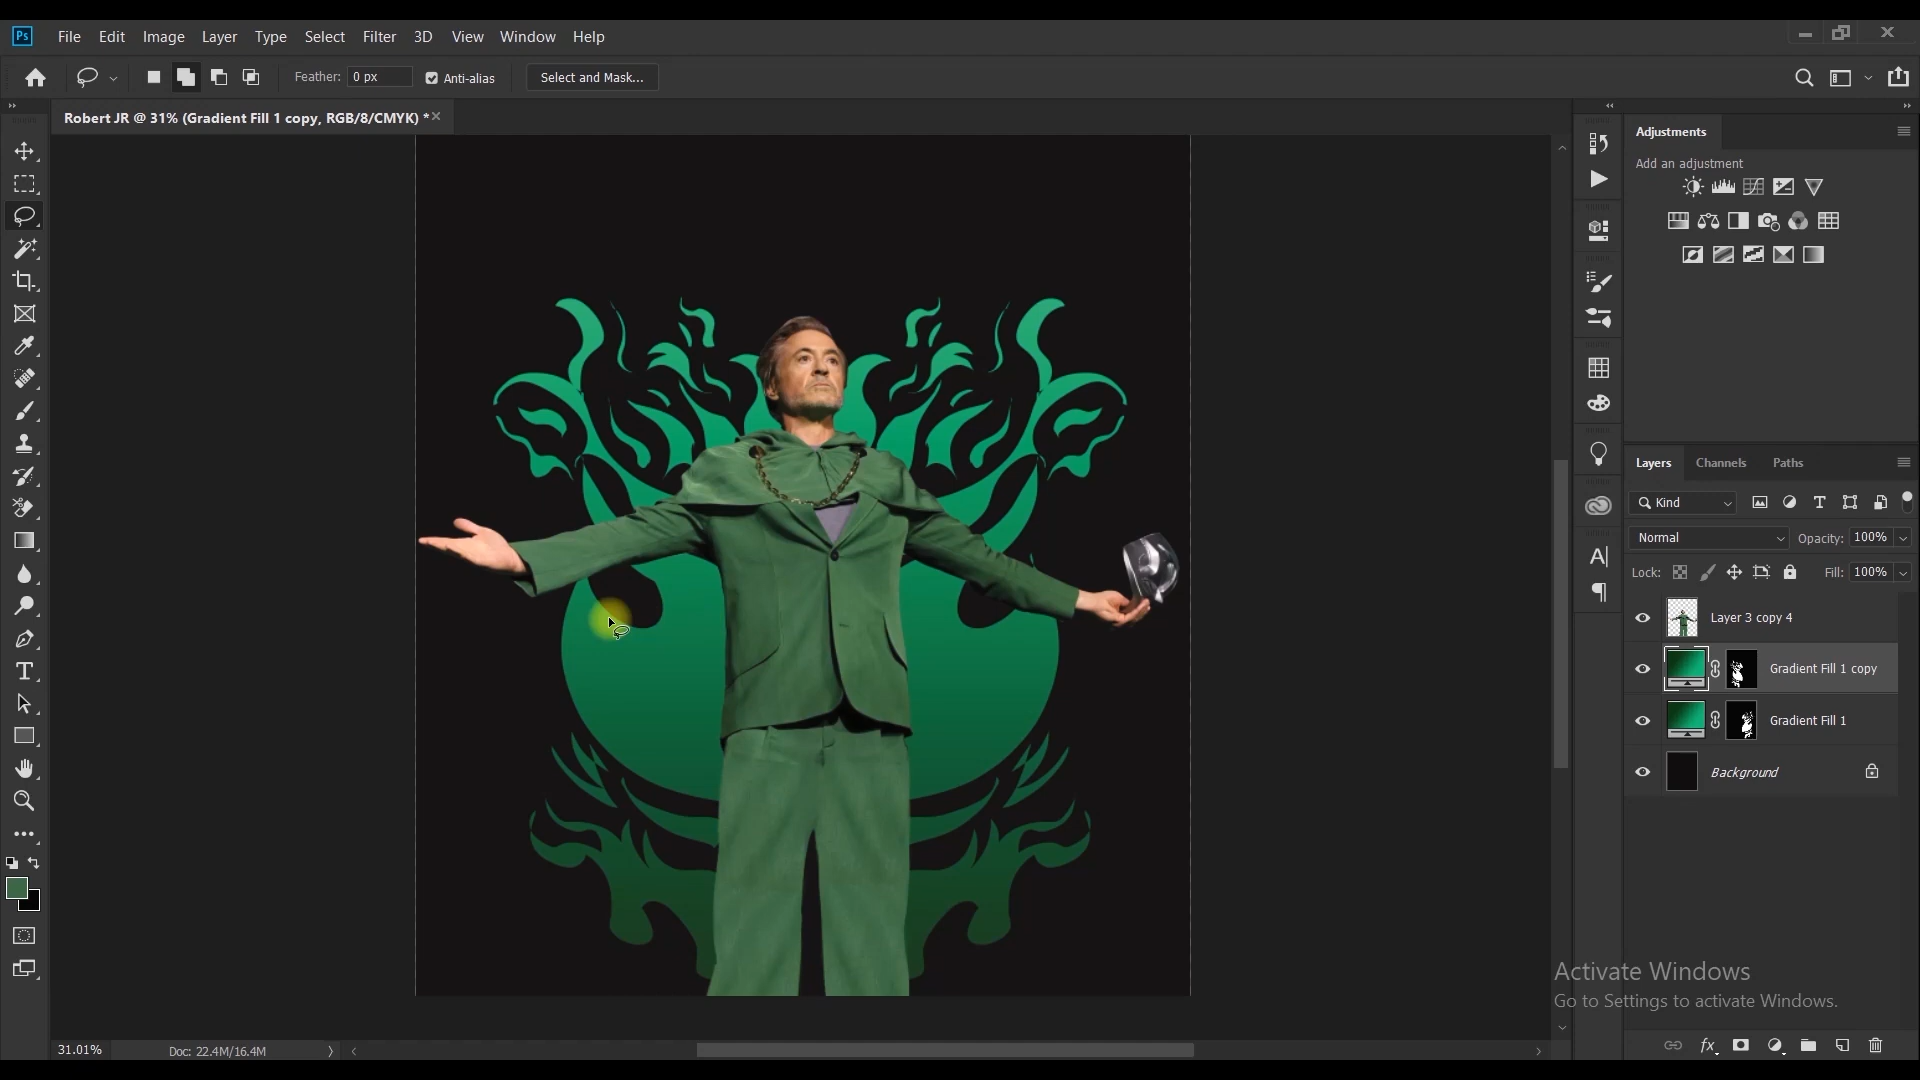 Ps File Edit Image Layer Type Select Filter 3D View Window Help
Feather: 0 px Anti-alias Select and Mask...
Robert JR @ 31% (Gradient Fill 1 copy, RGB/8/CMYK) *
Adjustments
Add an adjustment
Layers Channels Paths
Kind
Normal Opacity: 100%
Lock: Fill: 100%
Layer 3 copy 4
Gradient Fill 1 copy
Gradient Fill 1
Background
Activate Windows
Go to Settings to activate Windows.
31.01% Doc: 22.4M/16.4M